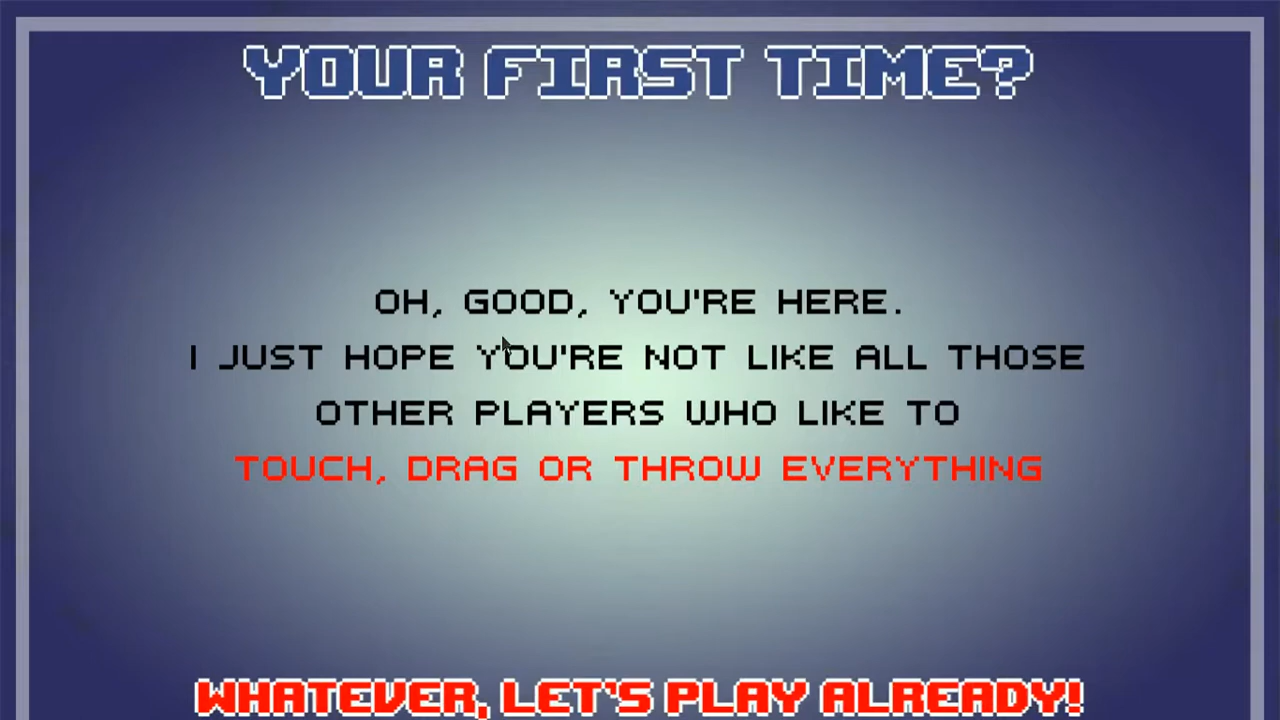 YOUR FIRST TIME?
OH, GOOD, YOU'RE HERE.
I JUST HOPE YOU'RE NOT LIKE ALL THOSE
OTHER PLAYERS WHO LIKE TO
TOUCH, DRAG OR THROW EVERYTHING
WHATEVER, LET'S PLAY ALREADY!